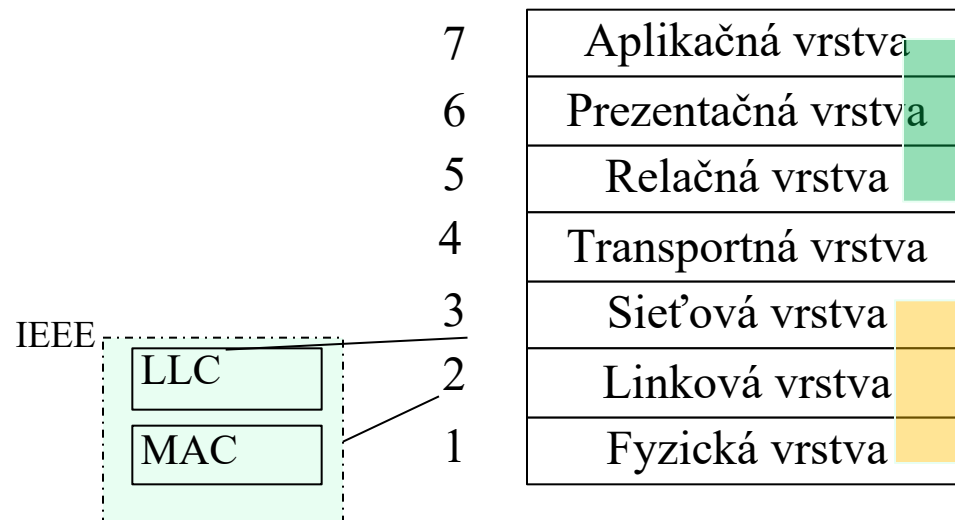 7 Aplikačná vrstva
6 Prezentačná vrstva
5 Relačná vrstva
4 Transportná vrstva
3 Sieťová vrstva
IEEE
LLC
2 Linková vrstva
MAC
1 Fyzická vrstva